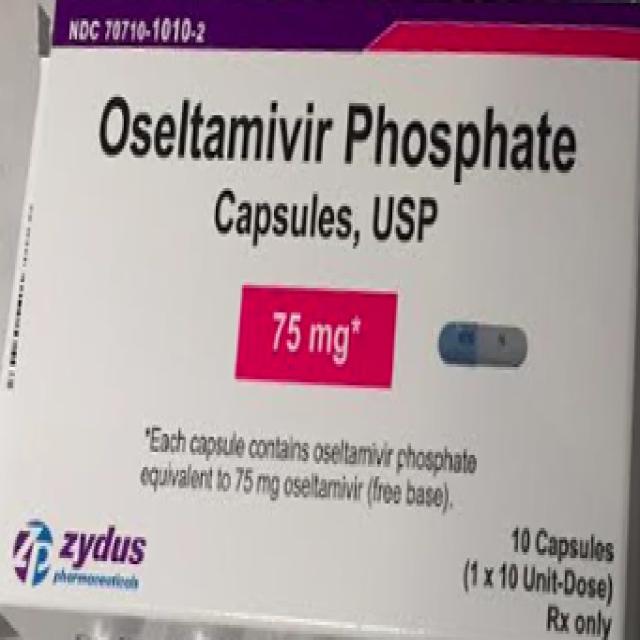 NDC 70710-1010-2
Oseltamivir Phosphate
Capsules, USP
75 mg*
*Each capsule contains oseltamivir phosphate
equivalent to 75 mg oseltamivir (free base).
zydus
pharmaceuticals
10 Capsules
(1 x 10 Unit-Dose)
Rx only